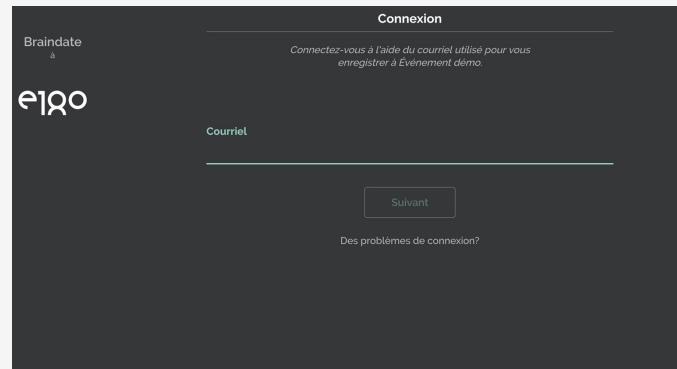 Connexion
Braindate
à
e180
Connectez-vous à l'aide du courriel utilisé pour vous
enregistrer à Événement démo.
Courriel
Suivant
Des problèmes de connexion?